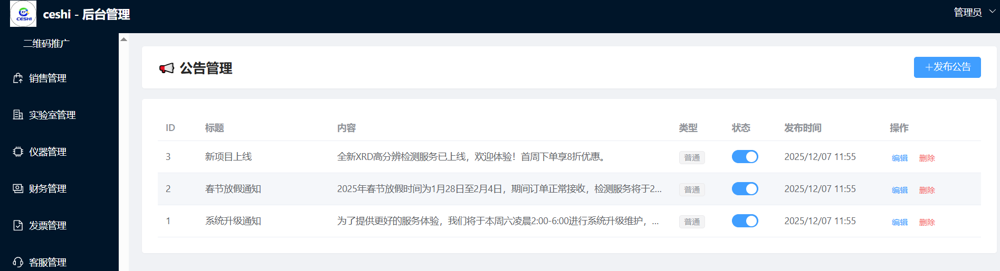 KY
CESHI
ceshi - 后台管理
管理员
二维码推广
销售管理
实验室管理
仪器管理
财务管理
发票管理
客服管理
公告管理
＋发布公告
ID 标题 内容 类型 状态 发布时间 操作
3 新项目上线 全新XRD高分辨检测服务已上线，欢迎体验！首周下单享8折优惠。 普通 2025/12/07 11:55 编辑 删除
2 春节放假通知 2025年春节放假时间为1月28日至2月4日，期间订单正常接收，检测服务将于2... 普通 2025/12/07 11:55 编辑 删除
1 系统升级通知 为了提供更好的服务体验，我们将于本周六凌晨2:00-6:00进行系统升级维护，... 普通 2025/12/07 11:55 编辑 删除